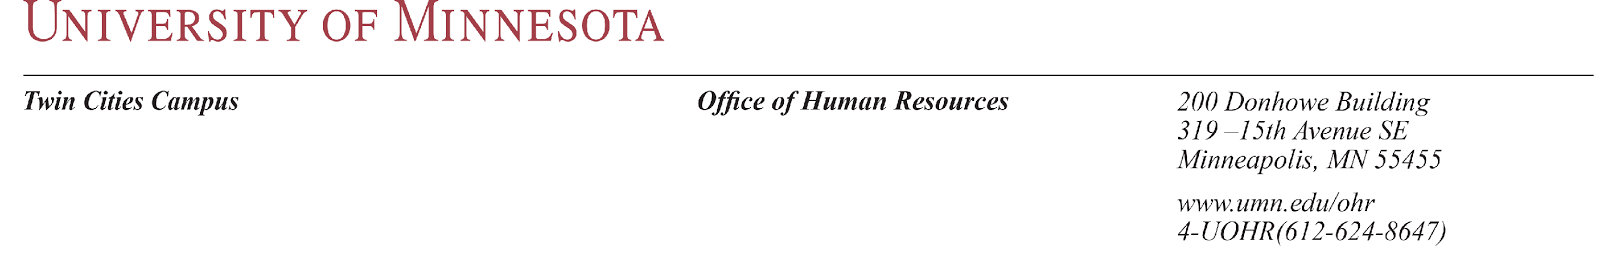 UNIVERSITY OF MINNESOTA
Twin Cities Campus
Office of Human Resources
200 Donhowe Building
319 –15th Avenue SE
Minneapolis, MN 55455
www.umn.edu/ohr
4-UOHR(612-624-8647)